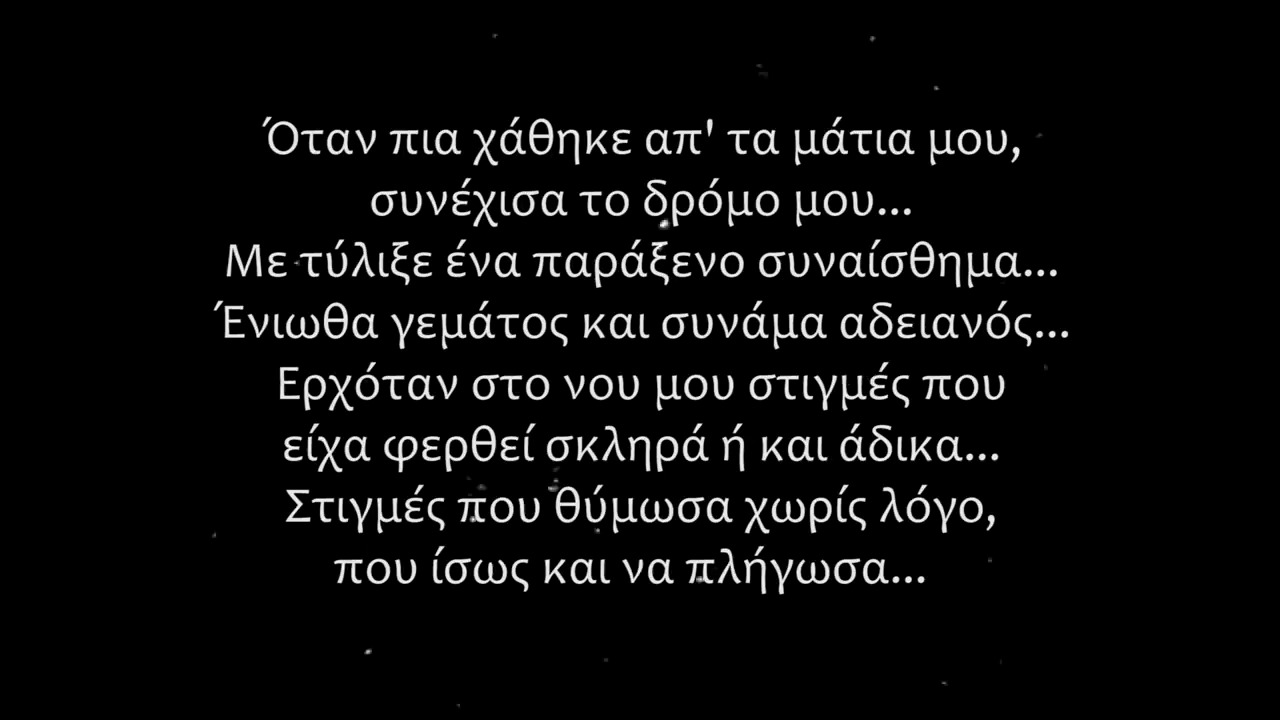 Όταν πια χάθηκε απ' τα μάτια μου,
συνέχισα το δρόμο μου...
Με τύλιξε ένα παράξενο συναίσθημα...
Ένιωθα γεμάτος και συνάμα αδειανός...
Ερχόταν στο νου μου στιγμές που
είχα φερθεί σκληρά ή και άδικα...
Στιγμές που θύμωσα χωρίς λόγο,
που ίσως και να πλήγωσα...